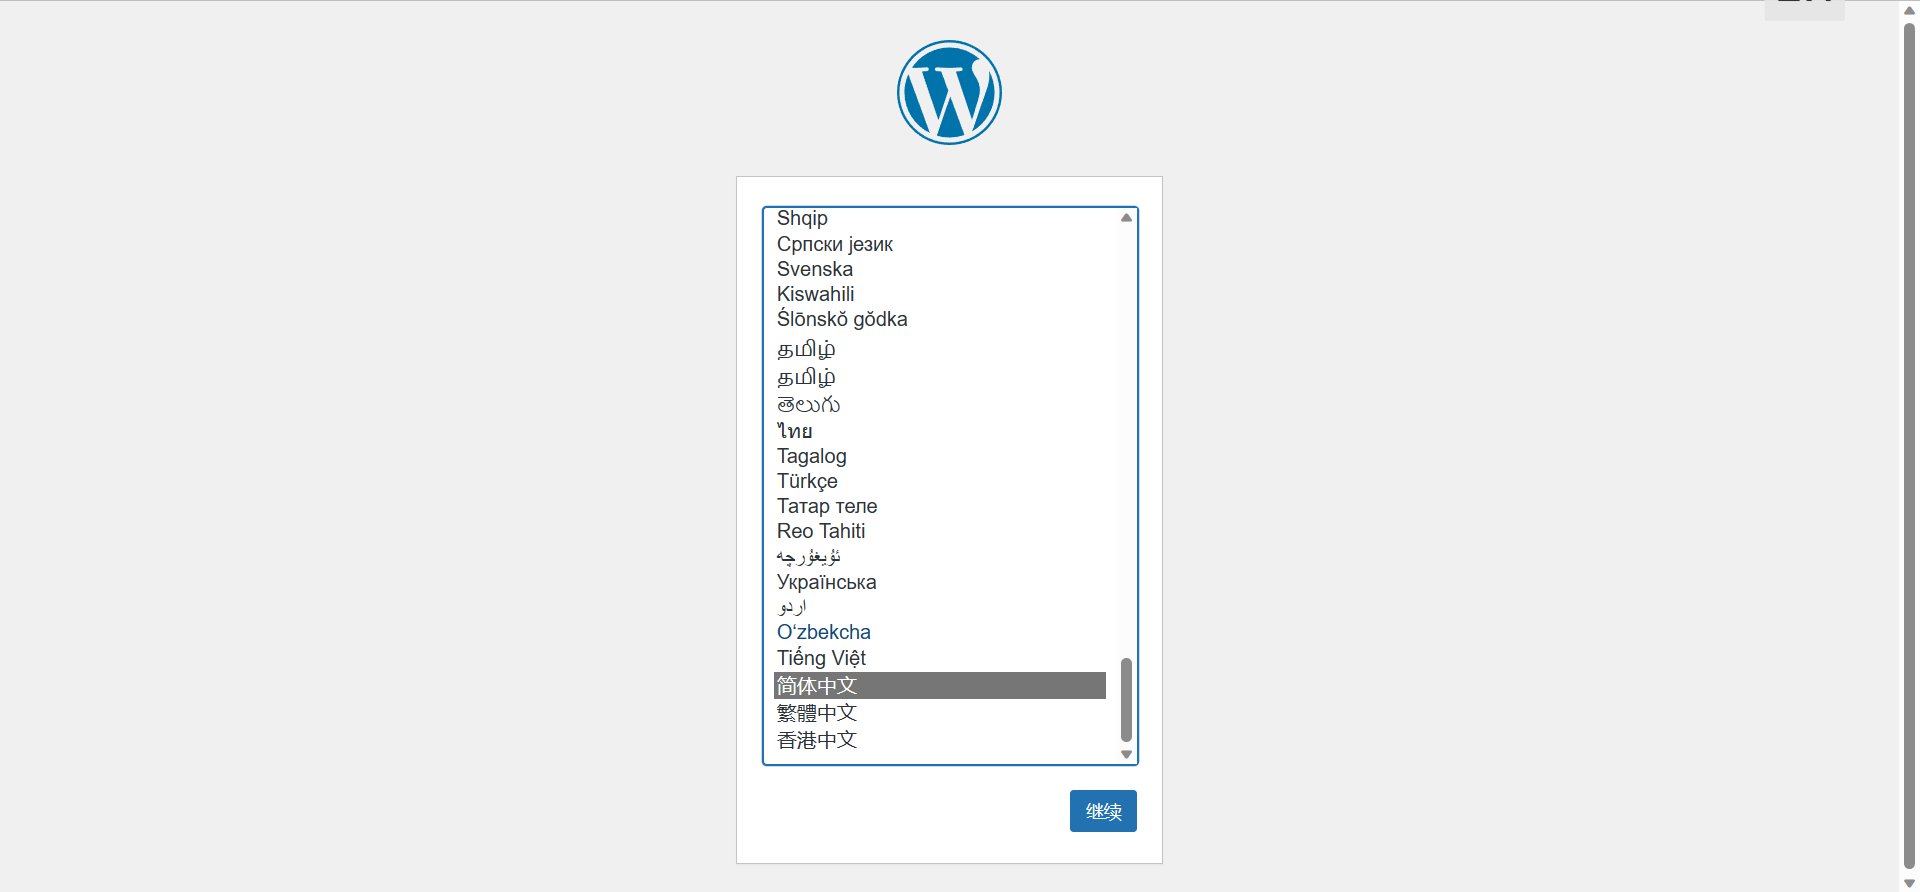 Shqip
Српски језик
Svenska
Kiswahili
Ślōnskŏ gŏdka
தமிழ்
தமிழ்
తెలుగు
ไทย
Tagalog
Türkçe
Татар теле
Reo Tahiti
ئۇيغۇرچە
Українська
اردو
O‘zbekcha
Tiếng Việt
简体中文
繁體中文
香港中文
继续